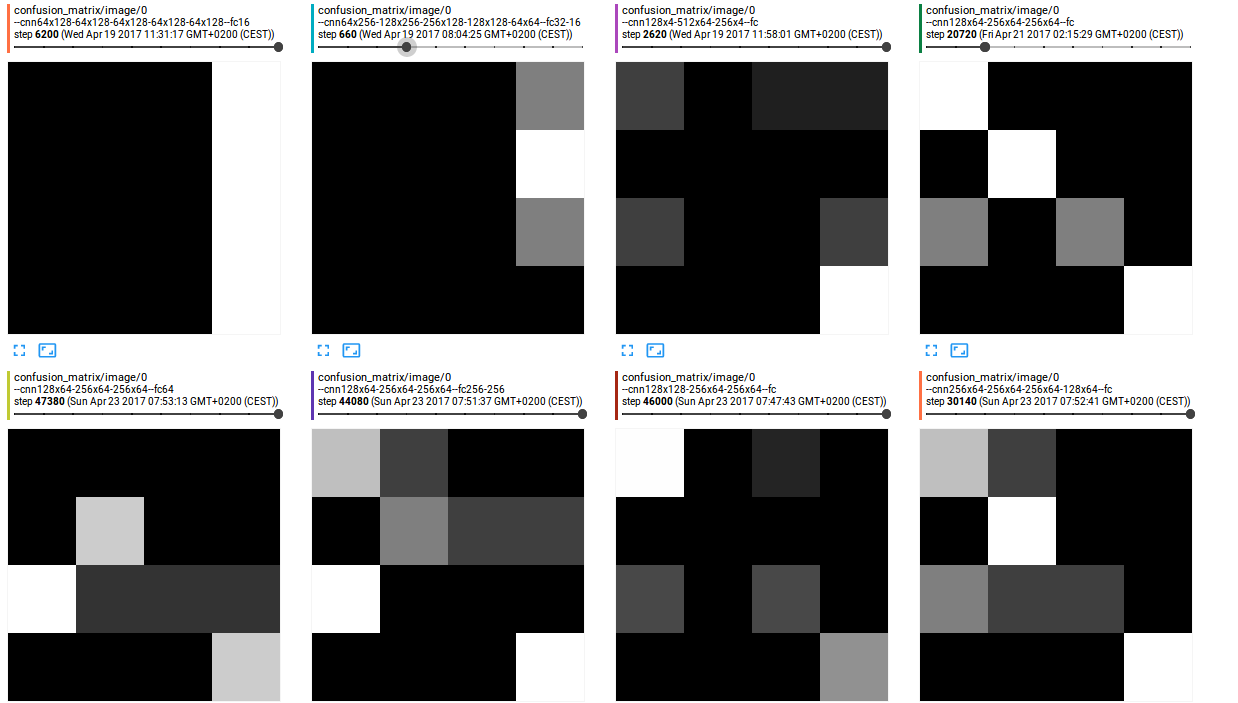 confusion_matrix/image/0
--cnn64x128-64x128-64x128-64x128-64x128--fc16
step 6200 (Wed Apr 19 2017 11:31:17 GMT+0200 (CEST))
confusion_matrix/image/0
--cnn64x256-128x256-256x128-128x128-64x64--fc32-16
step 660 (Wed Apr 19 2017 08:04:25 GMT+0200 (CEST))
confusion_matrix/image/0
--cnn128x4-512x64-256x4--fc
step 2620 (Wed Apr 19 2017 11:58:01 GMT+0200 (CEST))
confusion_matrix/image/0
--cnn128x64-256x64-256x64--fc
step 20720 (Fri Apr 21 2017 02:15:29 GMT+0200 (CEST))
confusion_matrix/image/0
--cnn128x64-256x64-256x64--fc64
step 47380 (Sun Apr 23 2017 07:53:13 GMT+0200 (CEST))
confusion_matrix/image/0
--cnn128x64-256x64-256x64--fc256-256
step 44080 (Sun Apr 23 2017 07:51:37 GMT+0200 (CEST))
confusion_matrix/image/0
--cnn128x128-256x64-256x64--fc
step 46000 (Sun Apr 23 2017 07:47:43 GMT+0200 (CEST))
confusion_matrix/image/0
--cnn256x64-256x64-256x64-128x64--fc
step 30140 (Sun Apr 23 2017 07:52:41 GMT+0200 (CEST))